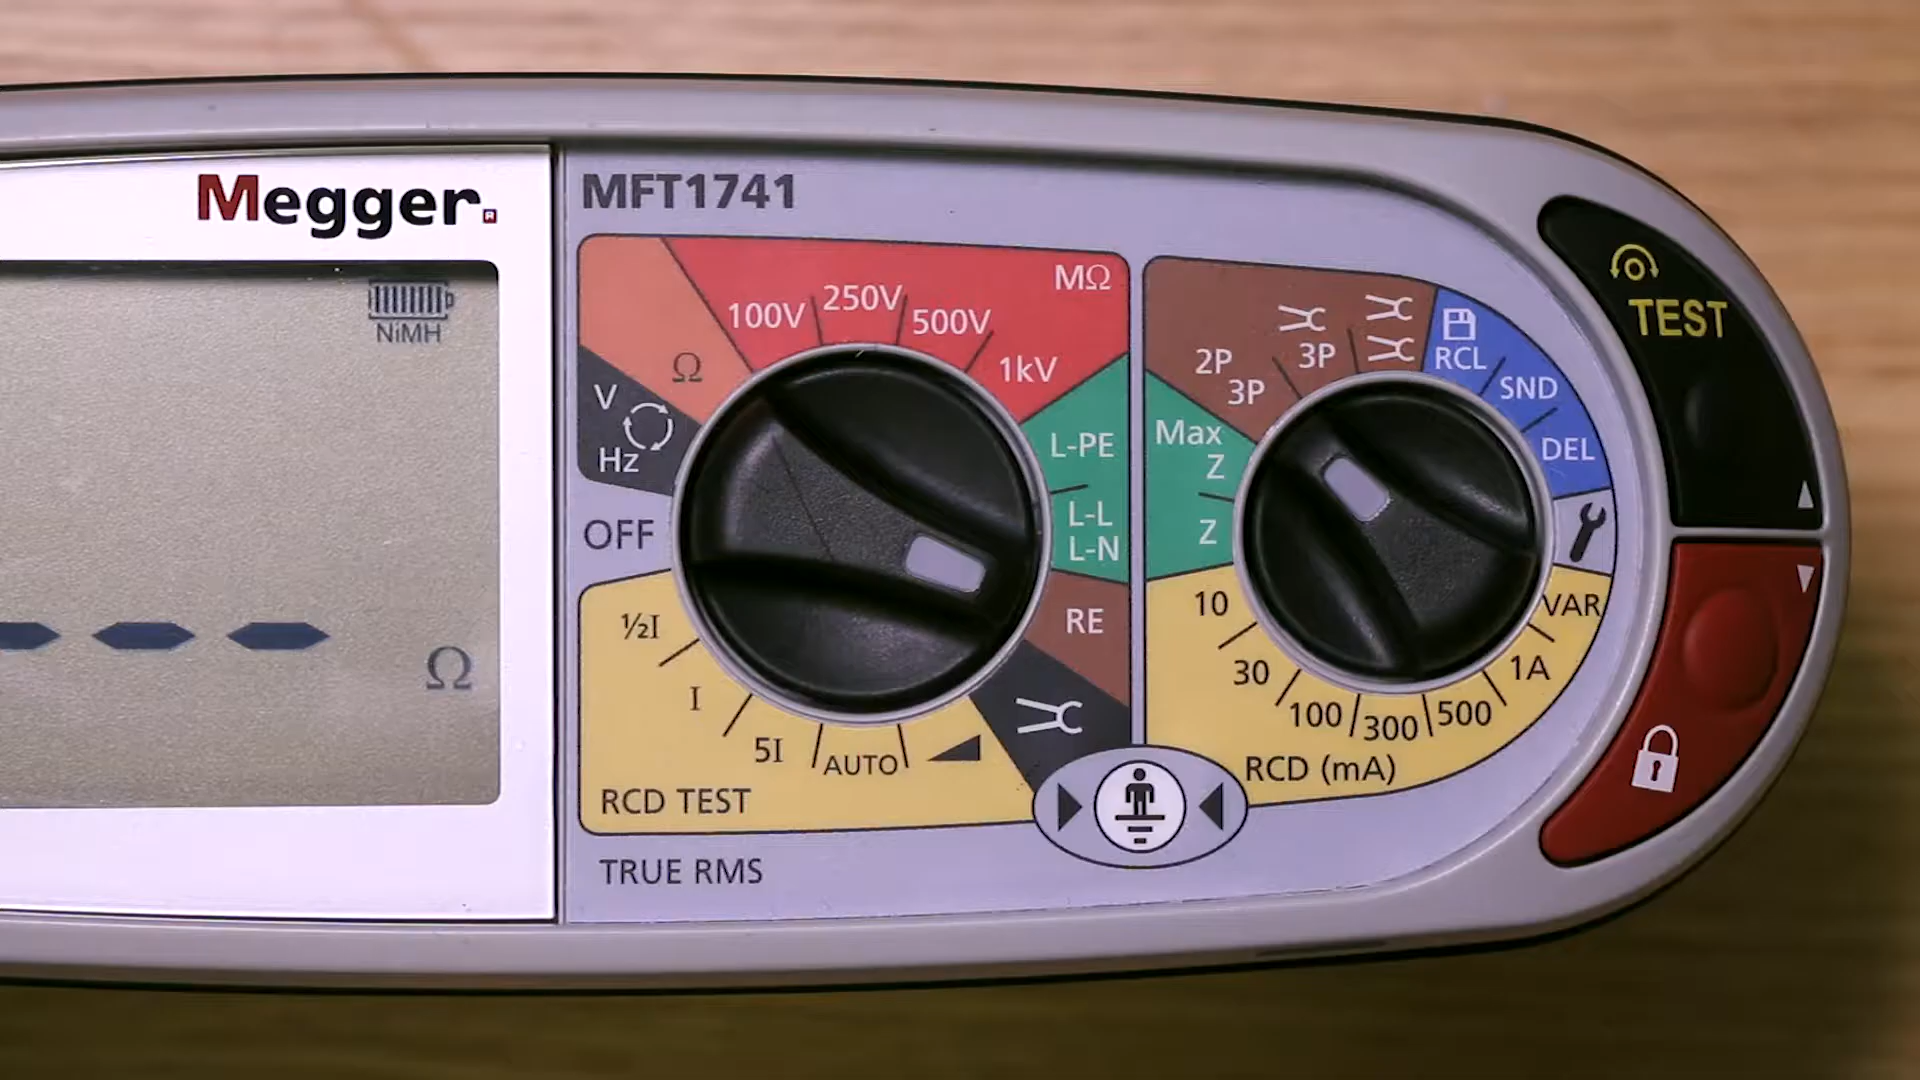 Megger.
MFT1741
NiMH
Ω
MΩ
100V
250V
500V
1kV
Ω
V
Hz
OFF
L-PE
L-L
L-N
RE
½I
I
5I
AUTO
RCD TEST
TRUE RMS
2P
3P
3P
RCL
SND
DEL
Max
Z
Z
10
30
100
300
500
1A
VAR
RCD (mA)
TEST